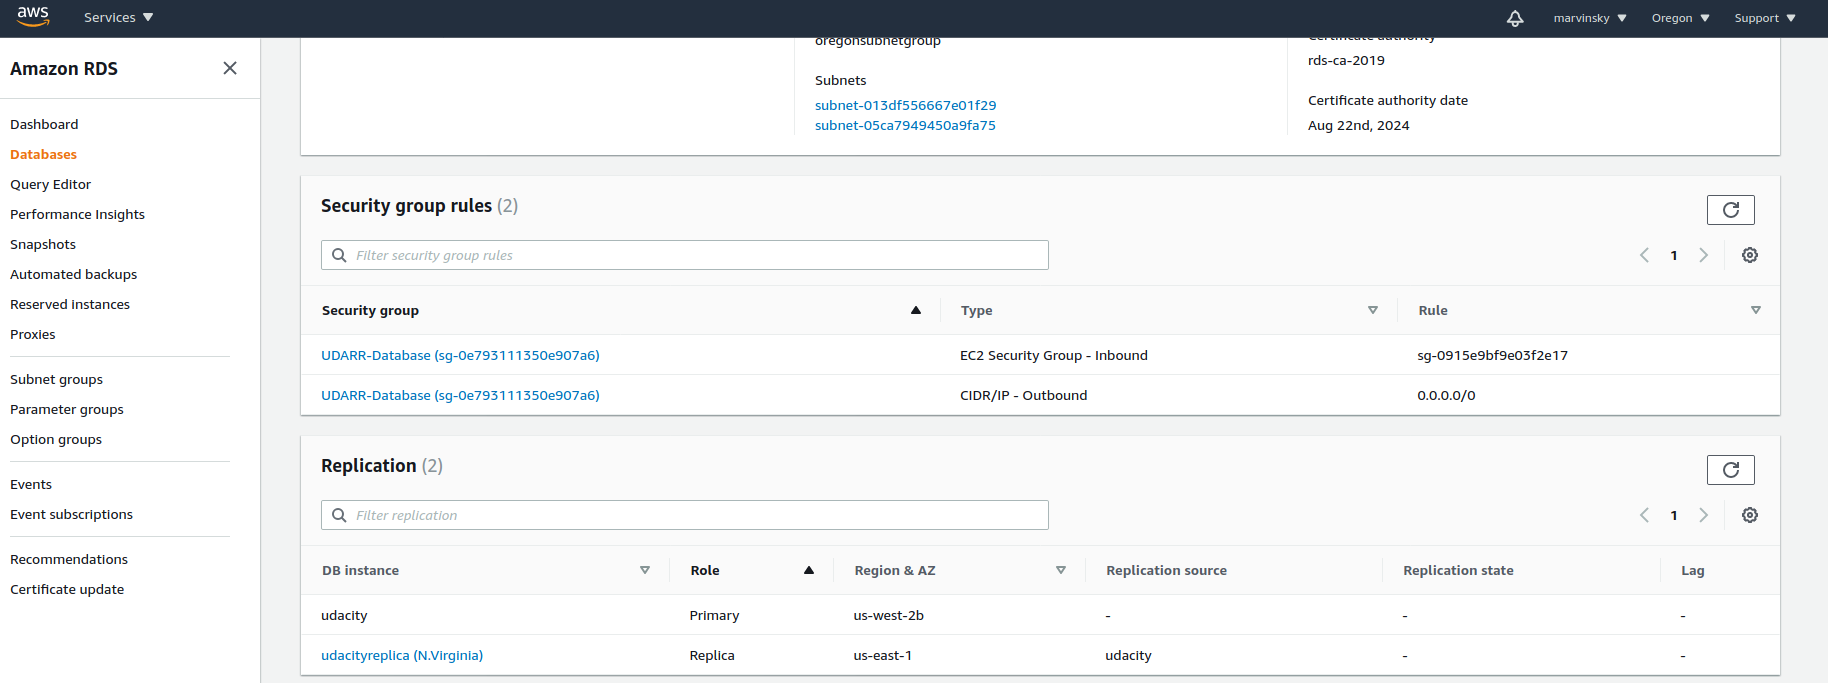 aws
Services
marvinsky
Oregon
Support
Amazon RDS
Dashboard
Databases
Query Editor
Performance Insights
Snapshots
Automated backups
Reserved instances
Proxies
Subnet groups
Parameter groups
Option groups
Events
Event subscriptions
Recommendations
Certificate update
oregonsubnetgroup
Subnets
subnet-013df556667e01f29
subnet-05ca7949450a9fa75
Certificate authority
rds-ca-2019
Certificate authority date
Aug 22nd, 2024
Security group rules (2)
Filter security group rules
1
Security group Type Rule
UDARR-Database (sg-0e793111350e907a6) EC2 Security Group - Inbound sg-0915e9bf9e03f2e17
UDARR-Database (sg-0e793111350e907a6) CIDR/IP - Outbound 0.0.0.0/0
Replication (2)
Filter replication
1
DB instance Role Region & AZ Replication source Replication state Lag
udacity Primary us-west-2b - - -
udacityreplica (N.Virginia) Replica us-east-1 udacity - -